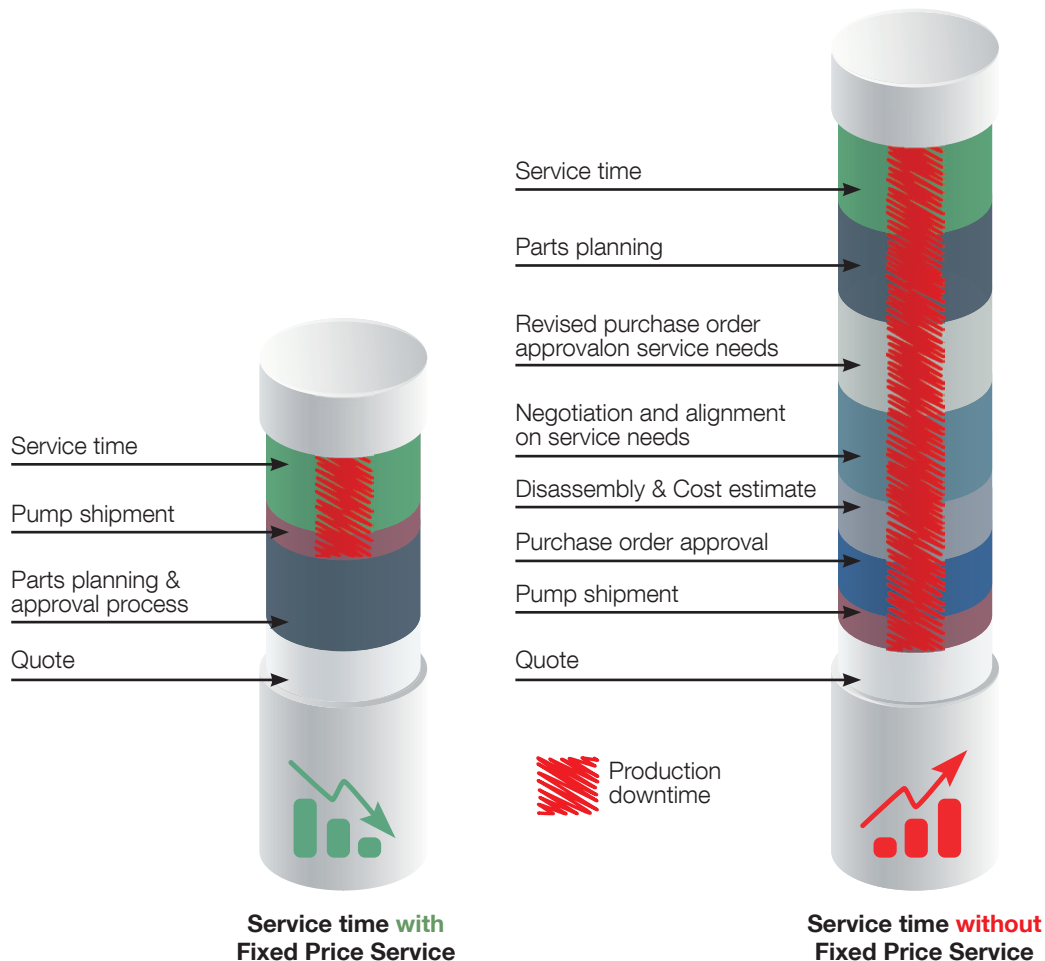 Service time
Pump shipment
Parts planning &
approval process
Quote
Service time with
Fixed Price Service
Service time
Parts planning
Revised purchase order
approvalon service needs
Negotiation and alignment
on service needs
Disassembly & Cost estimate
Purchase order approval
Pump shipment
Quote
Production
downtime
Service time without
Fixed Price Service